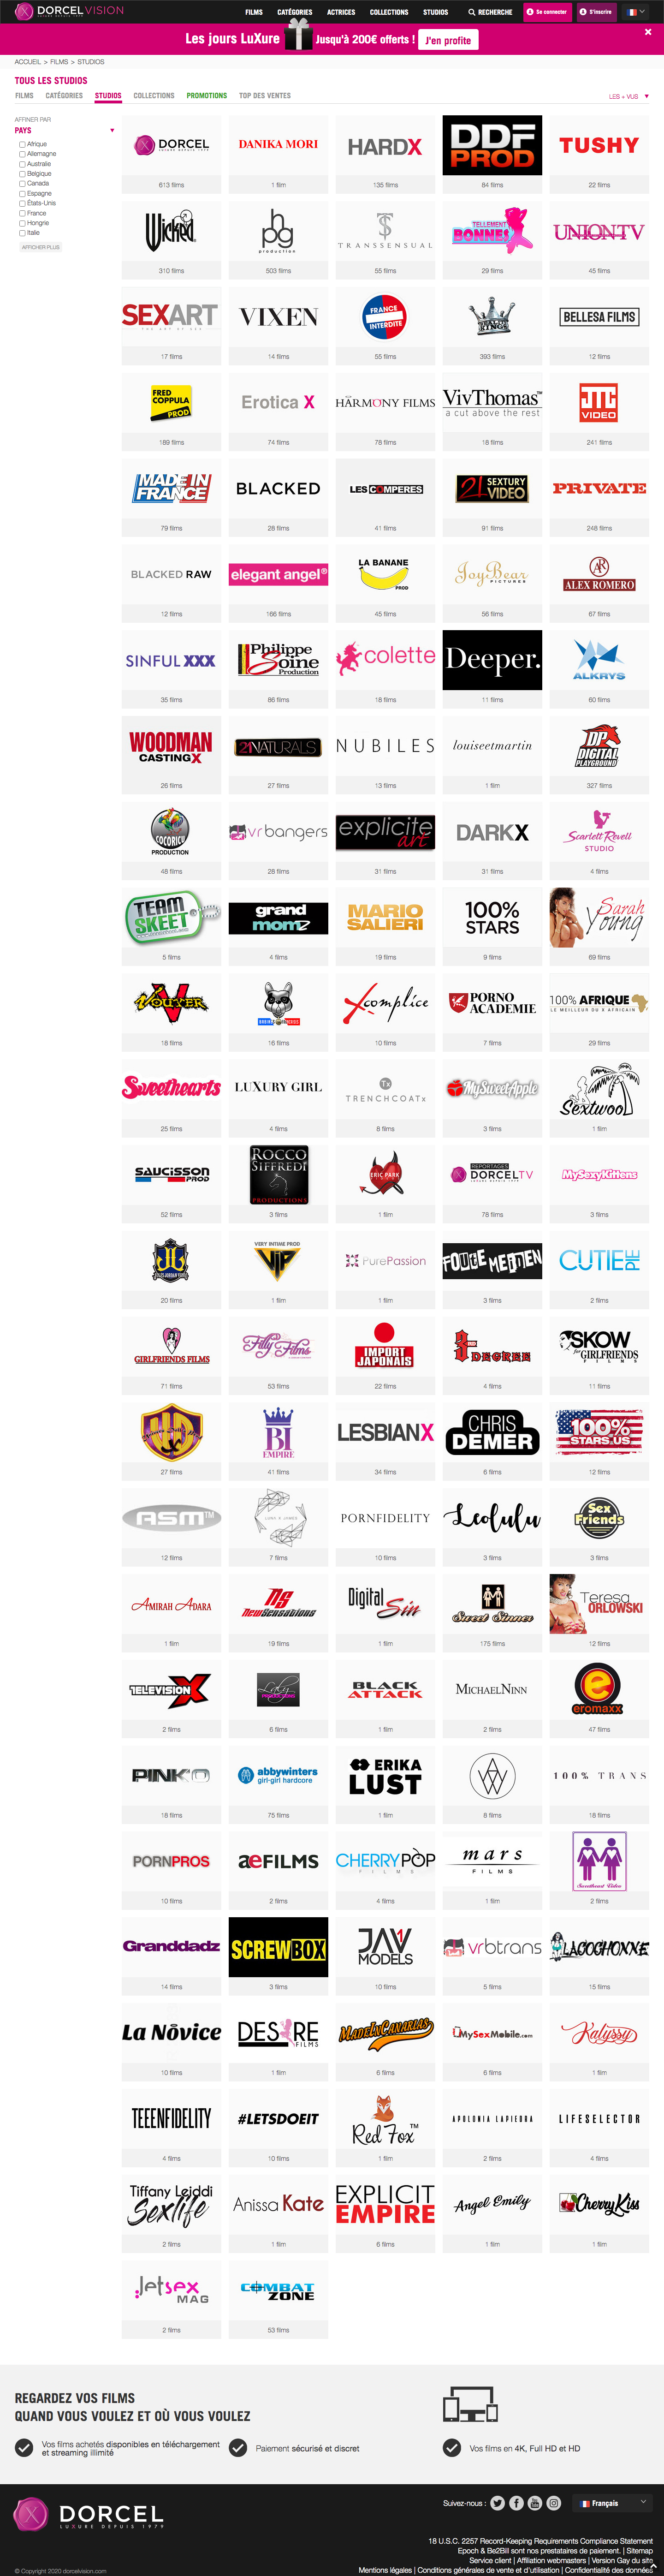 DORCELVISION
LUXURE DEPUIS 1979
FILMS CATÉGORIES ACTRICES COLLECTIONS STUDIOS RECHERCHE Se connecter S'inscrire
Les jours LuXure Jusqu'à 200€ offerts ! J'en profite
ACCUEIL > FILMS > STUDIOS
TOUS LES STUDIOS
FILMS CATÉGORIES STUDIOS COLLECTIONS PROMOTIONS TOP DES VENTES LES + VUS
AFFINER PAR
PAYS
Afrique
Allemagne
Australie
Belgique
Canada
Espagne
États-Unis
France
Hongrie
Italie
AFFICHER PLUS
DORCEL DANIKA MORI HARDX DDF PROD TUSHY
613 films 1 film 135 films 84 films 22 films
Wicked hpg production TRANSSENSUAL TELLEMENT BONNES UNIONTV
310 films 503 films 55 films 29 films 45 films
SEXART VIXEN FRANCE INTERDITE REALITY KINGS BELLESA FILMS
17 films 14 films 55 films 393 films 12 films
FRED COPPULA PROD Erotica X HARMONY FILMS VivThomas™ a cut above the rest JTC VIDEO
189 films 74 films 78 films 18 films 241 films
MADE IN FRANCE BLACKED LES COMPERES 21 SEXTURY VIDEO PRIVATE
79 films 28 films 41 films 91 films 248 films
BLACKED RAW elegant angel® LA BANANE PROD JoyBear PICTURES AR ALEX ROMERO
12 films 166 films 45 films 56 films 67 films
SINFUL XXX Philippe Soine Production colette Deeper. ALKRYS
35 films 86 films 18 films 11 films 60 films
WOODMAN CASTINGX 21NATURALS NUBILES louiseetmartin DP DIGITAL PLAYGROUND
26 films 27 films 13 films 1 film 327 films
COCORICO PRODUCTION vrbangers explicite art DARKX Scarlett Revell STUDIO
48 films 28 films 31 films 31 films 4 films
TEAM SKEET grand momz MARIO SALIERI 100% STARS Sarah Young
5 films 4 films 19 films 9 films 69 films
VOUYER Xcomplice PORNO ACADEMIE 100% AFRIQUE LE MEILLEUR DU X AFRICAIN
18 films 16 films 10 films 7 films 29 films
Sweethearts LUXURY GIRL Tx TRENCHCOATx MySweetApple Sextwoo
25 films 4 films 8 films 3 films 1 film
SAUCISSON PROD ROCCO SIFFREDI PRODUCTIONS ERIC PARK REPORTAGES DORCELTV MySexyKittens
52 films 3 films 1 film 78 films 3 films
VERY INTIME PROD VIP PurePassion CUTIE PIE
20 films 1 film 1 film 3 films 2 films
GIRLFRIENDS FILMS Filly Films IMPORT JAPONAIS 3 DEGREE SKOW for GIRLFRIENDS FILMS
71 films 53 films 22 films 4 films 11 films
BI EMPIRE LESBIANX CHRIS DEMER 100% STARS US
27 films 41 films 34 films 6 films 12 films
ASM™ PORNFIDELITY Leolulu Sex Friends
12 films 7 films 10 films 3 films 3 films
AMIRAH ADARA NS NewSensations Digital Sin Sweet Sinner Teresa ORLOWSKI
1 film 19 films 1 film 175 films 12 films
TELEVISION X BLACK ATTACK MICHAELNINN e eromaxx
2 films 6 films 1 film 2 films 47 films
PINKO abbywinters girl-girl hardcore ERIKA LUST 100% TRANS
18 films 75 films 1 film 8 films 18 films
PORNPROS aeFILMS CHERRYPOP FILMS mars FILMS Sweetheart Video
10 films 2 films 4 films 1 film 2 films
Granddadz SCREWBOX JAV1 MODELS vrbtrans LACOCHONNE
14 films 3 films 10 films 5 films 15 films
La Nôvice DESIRE FILMS MADEINCANARIAS MySexMobile.com Kalyssy
10 films 1 film 6 films 6 films 1 film
TEEENFIDELITY #LETSDOEIT Red Fox™ APOLONIA LAPIEDRA LIFESELECTOR
4 films 10 films 1 film 2 films 4 films
Tiffany Leiddi Sexlife Anissa Kate EXPLICIT EMPIRE Angel Emily CherryKiss
2 films 1 film 6 films 1 film 1 film
Jetsex MAG COMBAT ZONE
2 films 53 films
REGARDEZ VOS FILMS
QUAND VOUS VOULEZ ET OÙ VOUS VOULEZ
Vos films achetés disponibles en téléchargement
et streaming illimité
Paiement sécurisé et discret
Vos films en 4K, Full HD et HD
DORCEL
LUXURE DEPUIS 1979
Suivez-nous : Français
18 U.S.C. 2257 Record-Keeping Requirements Compliance Statement
Epoch & Be2Bill sont nos prestataires de paiement. | Sitemap
Service client | Affiliation webmasters | Version Gay du site
Mentions légales | Conditions générales de vente et d'utilisation | Confidentialité des données
© Copyright 2020 dorcelvision.com